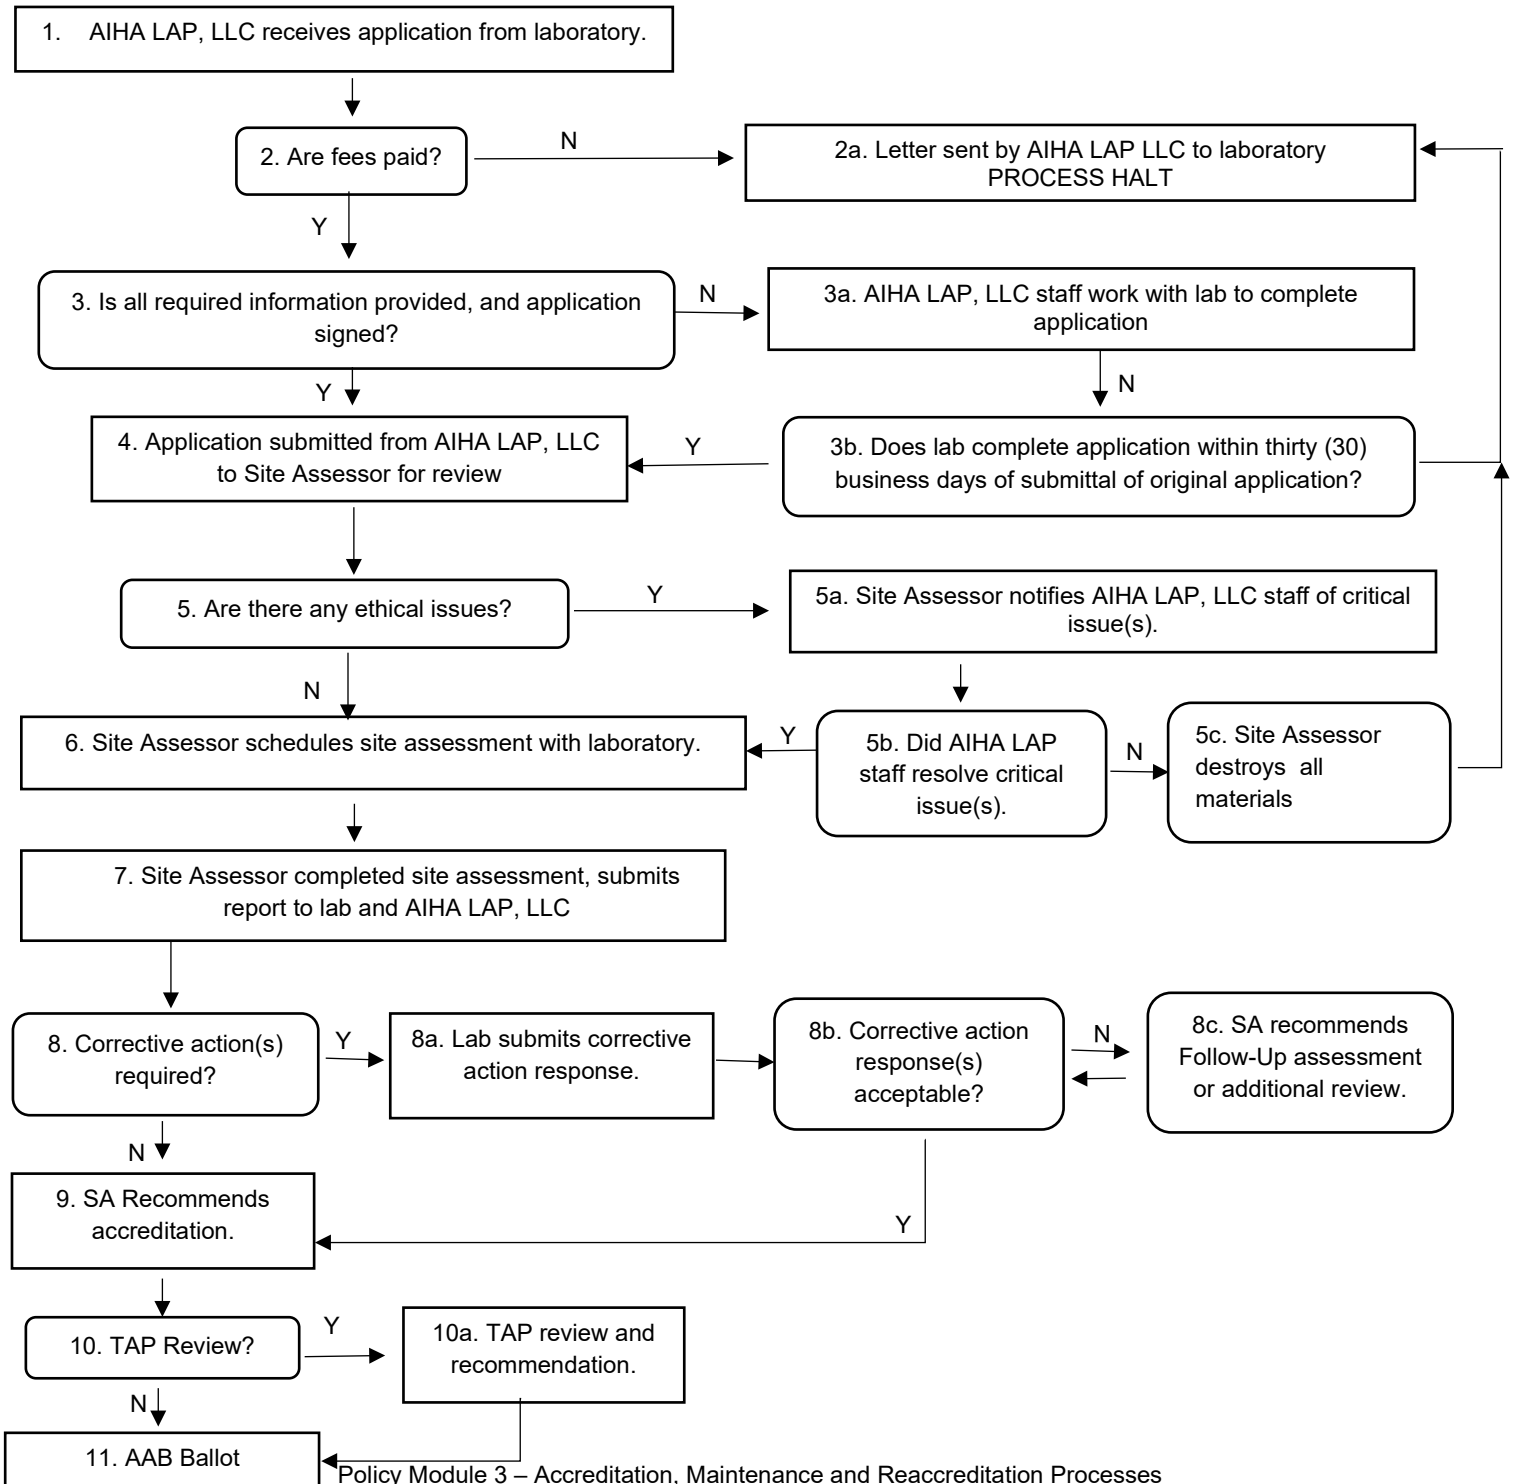 1. AIHA LAP, LLC receives application from laboratory.
2. Are fees paid?
N
2a. Letter sent by AIHA LAP LLC to laboratory
PROCESS HALT
Y
3. Is all required information provided, and application
signed?
N
3a. AIHA LAP, LLC staff work with lab to complete
application
Y
N
4. Application submitted from AIHA LAP, LLC
to Site Assessor for review
Y
3b. Does lab complete application within thirty (30)
business days of submittal of original application?
5. Are there any ethical issues?
Y
5a. Site Assessor notifies AIHA LAP, LLC staff of critical
issue(s).
N
6. Site Assessor schedules site assessment with laboratory.
Y
5b. Did AIHA LAP
staff resolve critical
issue(s).
N
5c. Site Assessor
destroys all
materials
7. Site Assessor completed site assessment, submits
report to lab and AIHA LAP, LLC
8. Corrective action(s)
required?
Y
8a. Lab submits corrective
action response.
8b. Corrective action
response(s)
acceptable?
N
8c. SA recommends
Follow-Up assessment
or additional review.
N
9. SA Recommends
accreditation.
Y
10. TAP Review?
Y
10a. TAP review and
recommendation.
N
11. AAB Ballot
Policy Module 3 – Accreditation, Maintenance and Reaccreditation Processes